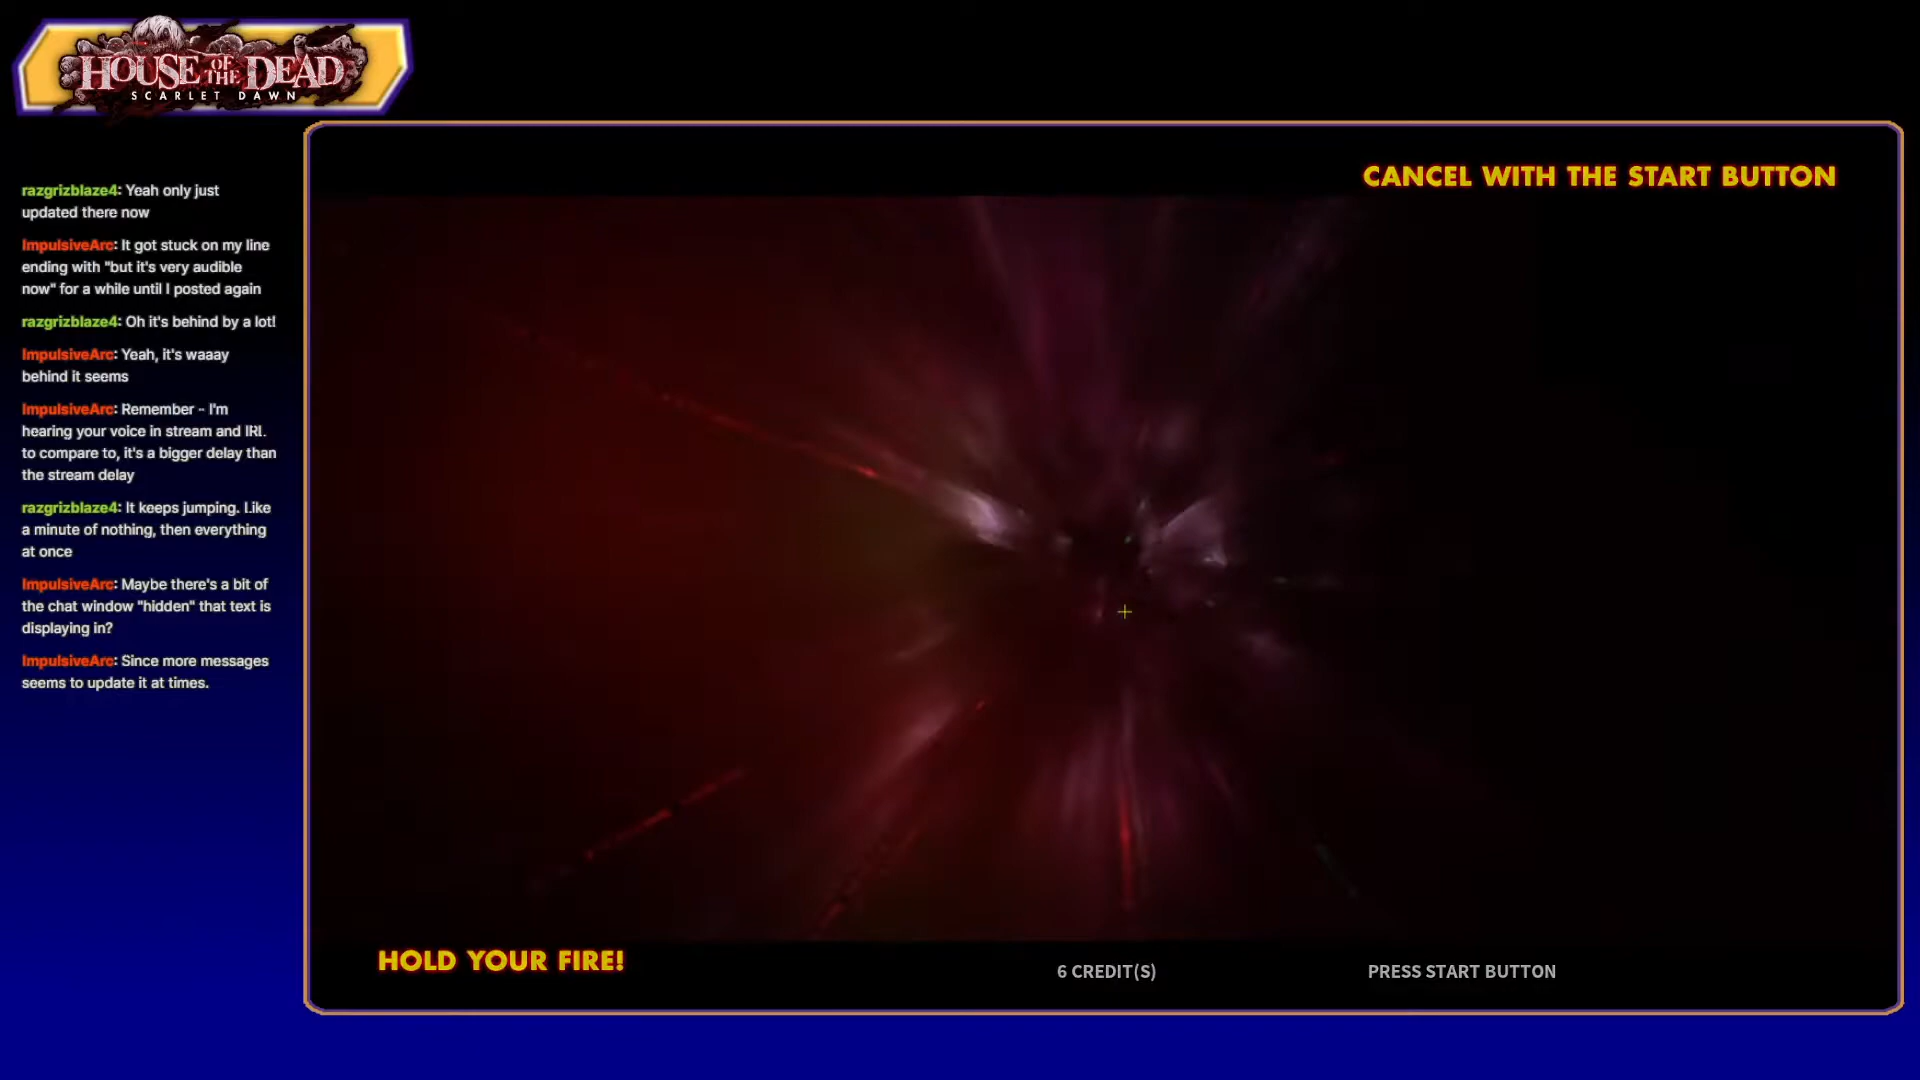 HOUSE OF THE DEAD
SCARLET DAWN
CANCEL WITH THE START BUTTON
razgrizblaze4: Yeah only just
updated there now
ImpulsiveArc: It got stuck on my line
ending with "but it's very audible
now" for a while until I posted again
razgrizblaze4: Oh it's behind by a lot!
ImpulsiveArc: Yeah, it's waaay
behind it seems
ImpulsiveArc: Remember -- I'm
hearing your voice in stream and IRL
to compare to, it's a bigger delay than
the stream delay
razgrizblaze4: It keeps jumping. Like
a minute of nothing, then everything
at once
ImpulsiveArc: Maybe there's a bit of
the chat window "hidden" that text is
displaying in?
ImpulsiveArc: Since more messages
seems to update it at times.
HOLD YOUR FIRE!
6 CREDIT(S)
PRESS START BUTTON